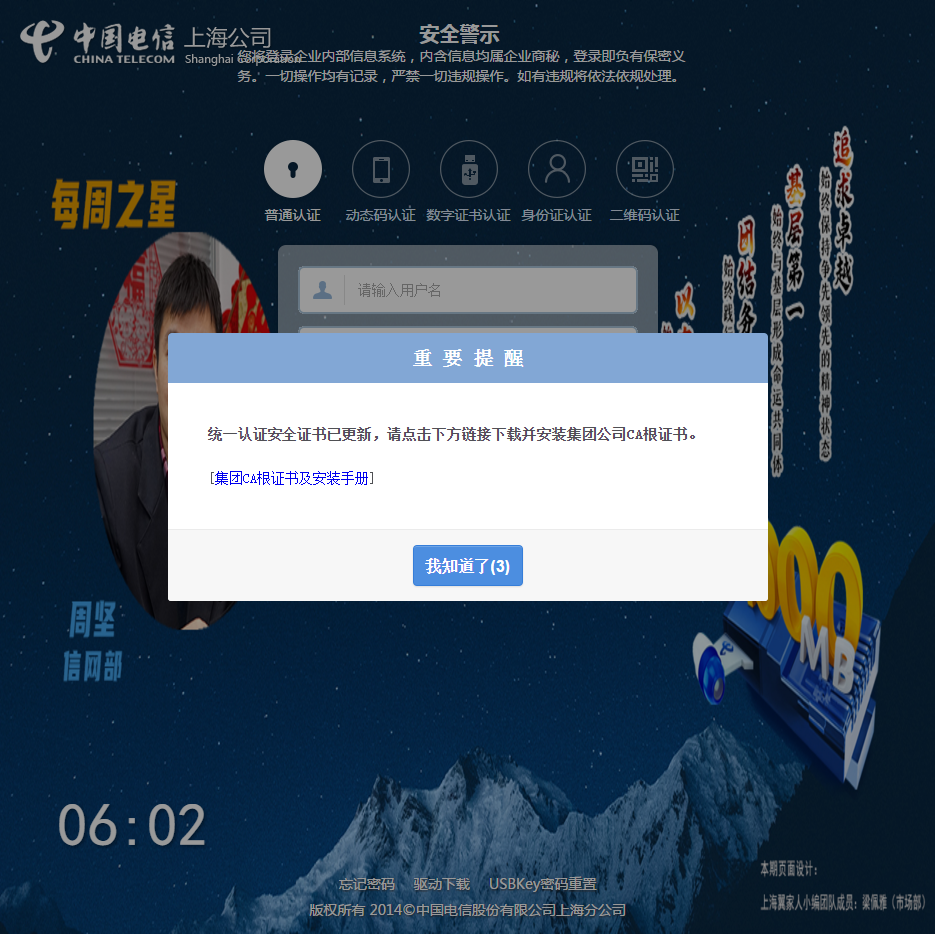 中国电信 上海公司
CHINA TELECOM Shanghai Corporation
安全警示
您将登录企业内部信息系统，内含信息均属企业商秘，登录即负有保密义
务。一切操作均有记录，严禁一切违规操作。如有违规将依法依规处理。
普通认证
动态码认证
数字证书认证
身份证认证
二维码认证
每周之星
请输入用户名
追求卓越
始终保持争先领先的精神状态
基层第一
始终与基层形成命运共同体
团结务
始终践
以
重要提醒
统一认证安全证书已更新，请点击下方链接下载并安装集团公司CA根证书。
[集团CA根证书及安装手册]
我知道了(3)
周坚
信网部
000
MB
06:02
本期页面设计：
上海翼家人小编团队成员：梁佩雅（市场部）
忘记密码 驱动下载 USBKey密码重置
版权所有 2014©中国电信股份有限公司上海分公司